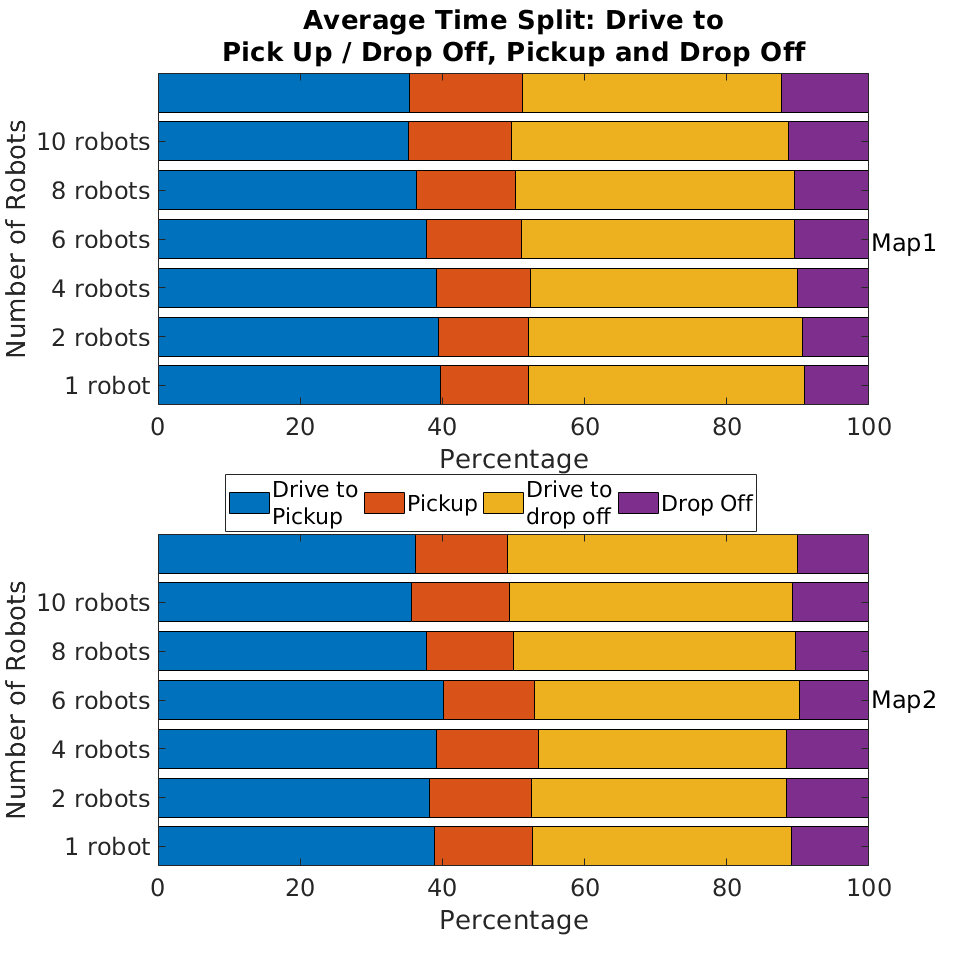 Average Time Split: Drive to
Pick Up / Drop Off, Pickup and Drop Off
Number of Robots
10 robots
8 robots
6 robots
4 robots
2 robots
1 robot
Map1
0 20 40 60 80 100
Percentage
Drive to
Pickup
Pickup
Drive to
drop off
Drop Off
Number of Robots
10 robots
8 robots
6 robots
4 robots
2 robots
1 robot
Map2
0 20 40 60 80 100
Percentage